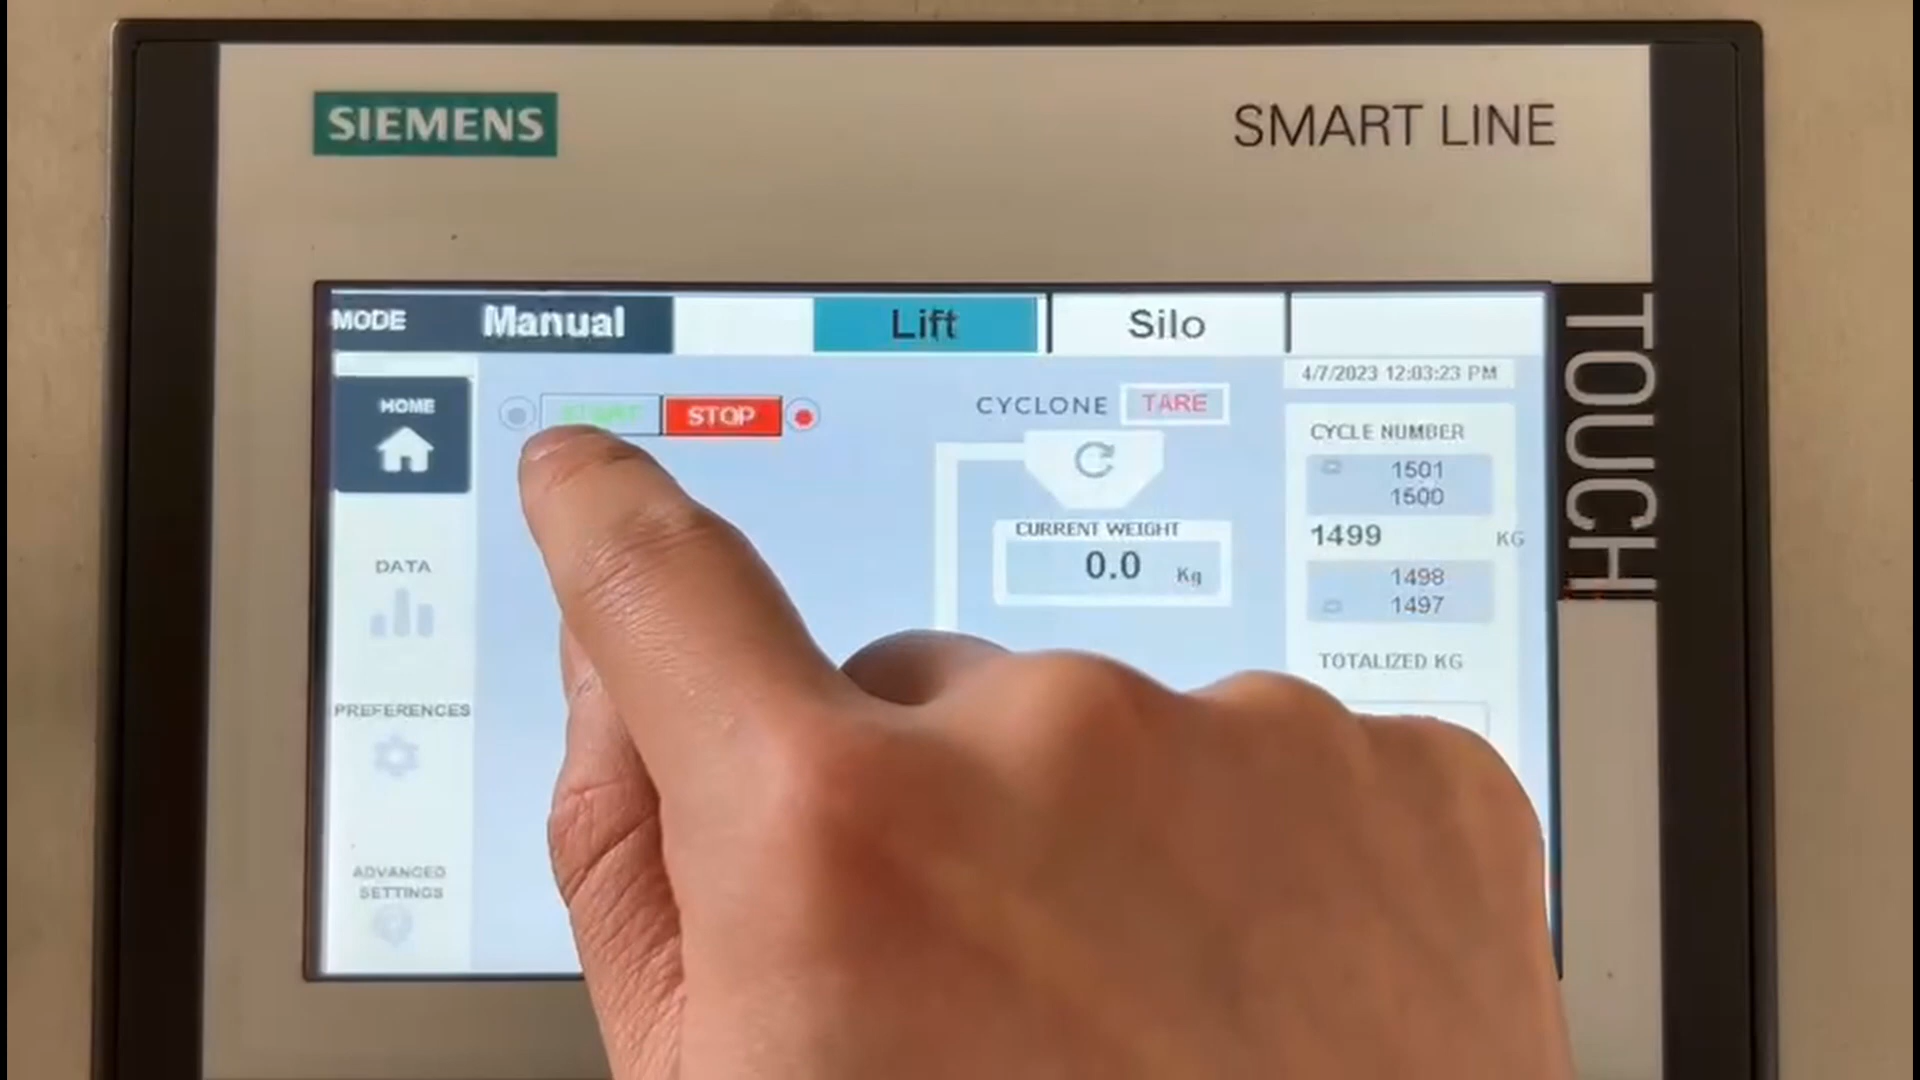 SIEMENS
SMART LINE
TOUCH
MODE Manual Lift Silo
4/7/2023 12:03:23 PM
HOME
START STOP
CYCLONE TARE
CYCLE NUMBER
1501
1500
1499 KG
1498
1497
CURRENT WEIGHT
0.0 Kg
DATA
TOTALIZED KG
PREFERENCES
ADVANCED
SETTINGS